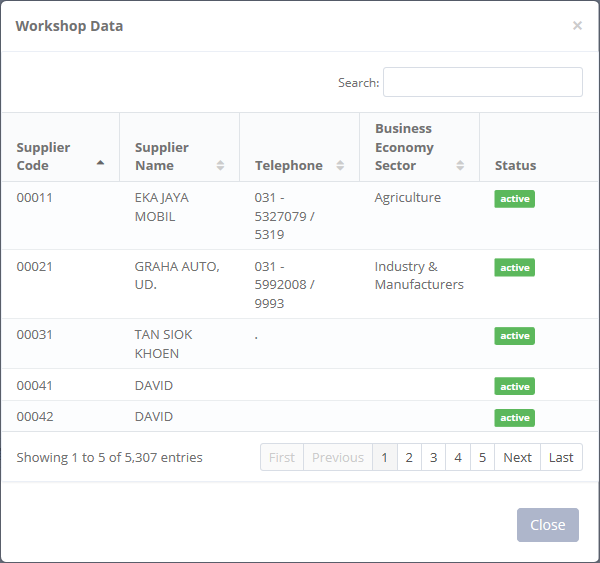 Workshop Data ×
Search:
Supplier Code
Supplier Name
Telephone
Business Economy Sector
Status
00011 EKA JAYA MOBIL 031 - 5327079 / 5319 Agriculture active
00021 GRAHA AUTO, UD. 031 - 5992008 / 9993 Industry & Manufacturers active
00031 TAN SIOK KHOEN . active
00041 DAVID active
00042 DAVID active
Showing 1 to 5 of 5,307 entries First Previous 1 2 3 4 5 Next Last
Close